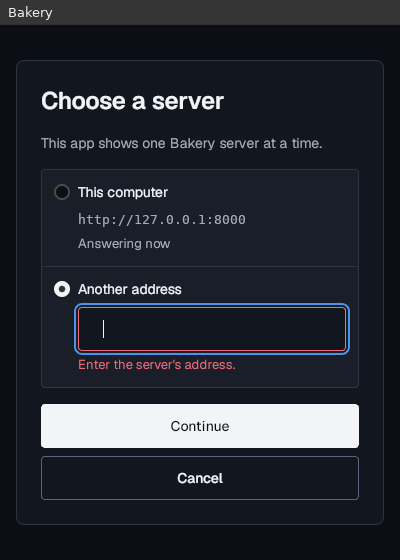 Bakery
Choose a server
This app shows one Bakery server at a time.
This computer
http://127.0.0.1:8000
Answering now
Another address
Enter the server's address.
Continue
Cancel